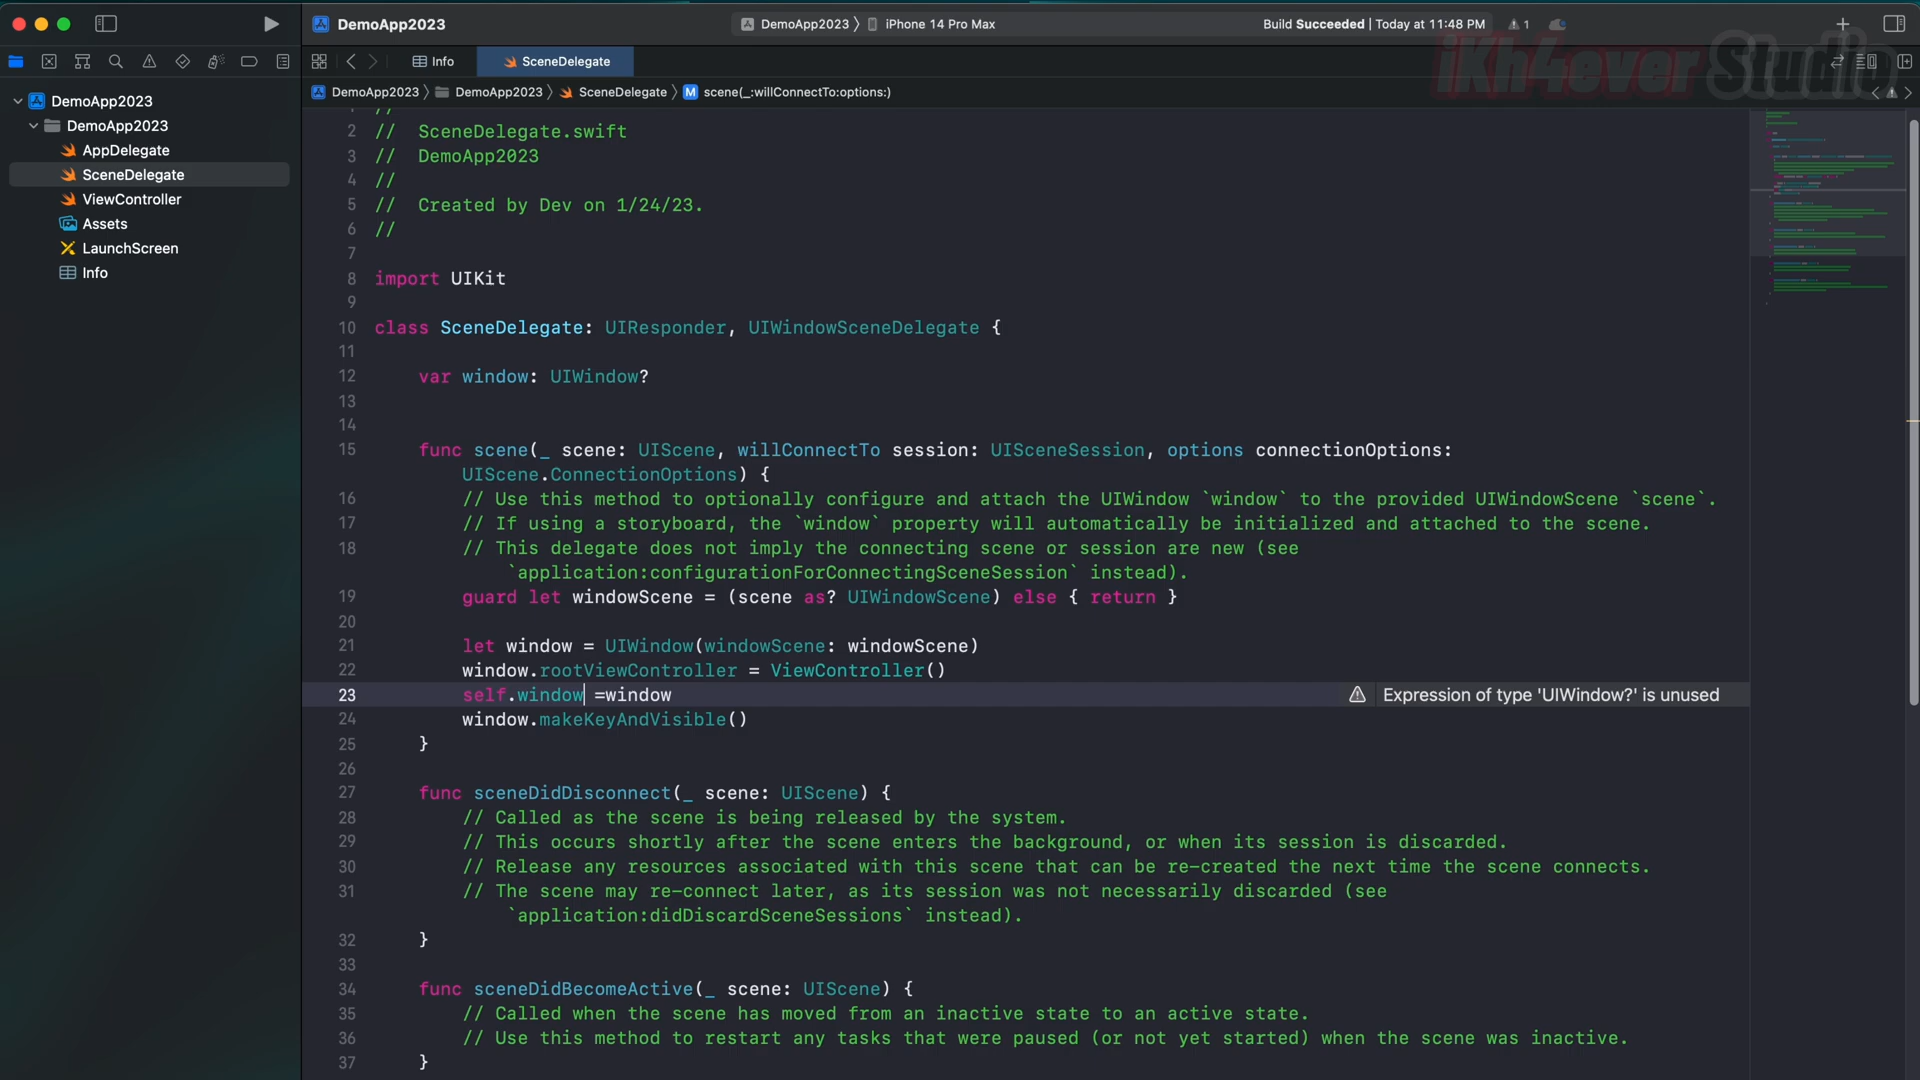 DemoApp2023
DemoApp2023 〉 iPhone 14 Pro Max
Build Succeeded | Today at 11:48 PM
1
iKh4ever Studio
Info
SceneDelegate
DemoApp2023 〉 DemoApp2023 〉 SceneDelegate 〉 M scene(_:willConnectTo:options:)
DemoApp2023
DemoApp2023
AppDelegate
SceneDelegate
ViewController
Assets
LaunchScreen
Info
1 //
2 //  SceneDelegate.swift
3 //  DemoApp2023
4 //
5 //  Created by Dev on 1/24/23.
6 //
7
8 import UIKit
9
10 class SceneDelegate: UIResponder, UIWindowSceneDelegate {
11
12 var window: UIWindow?
13
14
15 func scene(_ scene: UIScene, willConnectTo session: UISceneSession, options connectionOptions:
UIScene.ConnectionOptions) {
16 // Use this method to optionally configure and attach the UIWindow `window` to the provided UIWindowScene `scene`.
17 // If using a storyboard, the `window` property will automatically be initialized and attached to the scene.
18 // This delegate does not imply the connecting scene or session are new (see
`application:configurationForConnectingSceneSession` instead).
19 guard let windowScene = (scene as? UIWindowScene) else { return }
20
21 let window = UIWindow(windowScene: windowScene)
22 window.rootViewController = ViewController()
23 self.window =window
Expression of type 'UIWindow?' is unused
24 window.makeKeyAndVisible()
25 }
26
27 func sceneDidDisconnect(_ scene: UIScene) {
28 // Called as the scene is being released by the system.
29 // This occurs shortly after the scene enters the background, or when its session is discarded.
30 // Release any resources associated with this scene that can be re-created the next time the scene connects.
31 // The scene may re-connect later, as its session was not necessarily discarded (see
`application:didDiscardSceneSessions` instead).
32 }
33
34 func sceneDidBecomeActive(_ scene: UIScene) {
35 // Called when the scene has moved from an inactive state to an active state.
36 // Use this method to restart any tasks that were paused (or not yet started) when the scene was inactive.
37 }